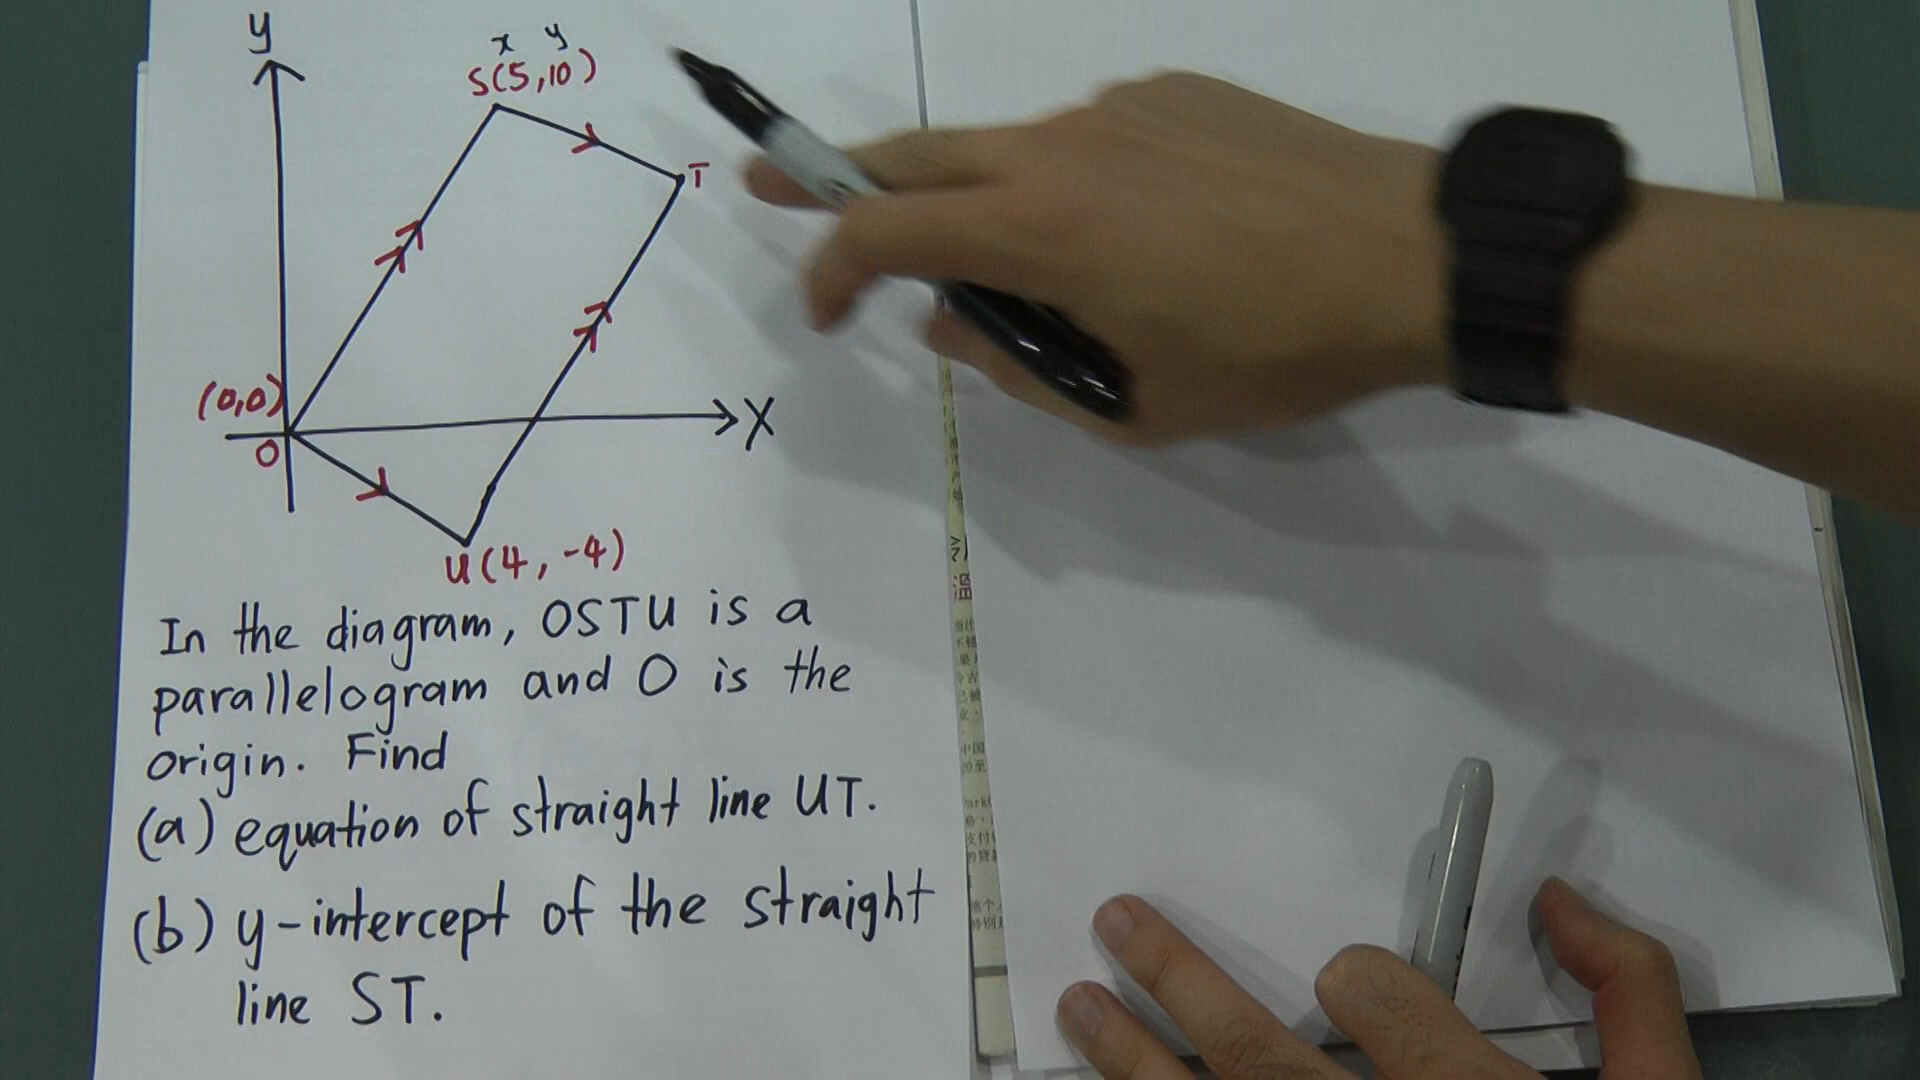 y
x y
S(5,10)
T
(0,0)
O
X
U(4,-4)
In the diagram, OSTU is a
parallelogram and O is the
origin. Find
(a) equation of straight line UT.
(b) y-intercept of the straight
line ST.